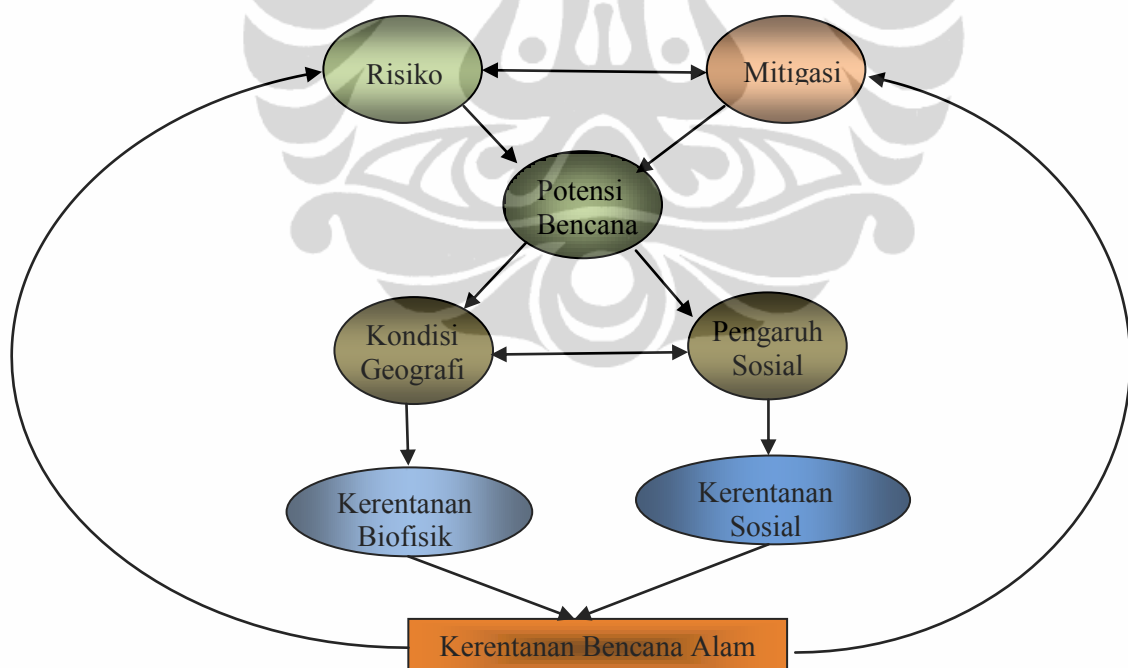 Risiko
Mitigasi
Potensi
Bencana
Kondisi
Geografi
Pengaruh
Sosial
Kerentanan
Biofisik
Kerentanan
Sosial
Kerentanan Bencana Alam